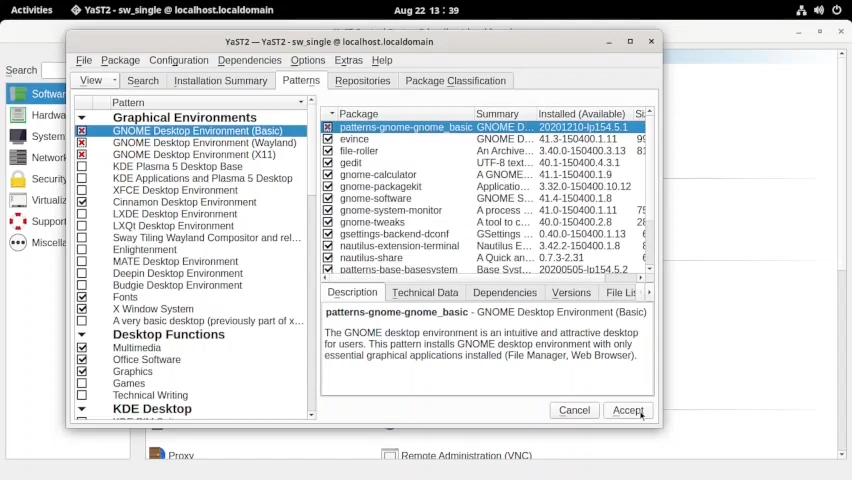 Activities YaST2 - sw_single @ localhost.localdomain Aug 22 13:39
YaST2 — YaST2 - sw_single @ localhost.localdomain
File Package Configuration Dependencies Options Extras Help
Search
View Search Installation Summary Patterns Repositories Package Classification
Softwar
Hardwa
System
Networ
Security
Virtualiz
Support
Miscella
Pattern
Graphical Environments
GNOME Desktop Environment (Basic)
GNOME Desktop Environment (Wayland)
GNOME Desktop Environment (X11)
KDE Plasma 5 Desktop Base
KDE Applications and Plasma 5 Desktop
XFCE Desktop Environment
Cinnamon Desktop Environment
LXDE Desktop Environment
LXQt Desktop Environment
Sway Tiling Wayland Compositor and rel...
Enlightenment
MATE Desktop Environment
Deepin Desktop Environment
Budgie Desktop Environment
Fonts
X Window System
A very basic desktop (previously part of x...
Desktop Functions
Multimedia
Office Software
Graphics
Games
Technical Writing
KDE Desktop
Package Summary Installed (Available) Si
patterns-gnome-gnome_basic GNOME D... 20201210-lp154.5.1
evince GNOME D... 41.3-150400.1.11 99
file-roller An Archive... 3.40.0-150400.3.13 81
gedit UTF-8 text... 40.1-150400.4.3.1
gnome-calculator A GNOME... 41.1-150400.1.9
gnome-packagekit Applicatio... 3.32.0-150400.10.12
gnome-software GNOME S... 41.4-150400.1.8
gnome-system-monitor A process ... 41.0-150400.1.11 75
gnome-tweaks A tool to c... 40.0-150400.2.8 28
gsettings-backend-dconf GSettings ... 0.40.0-150400.1.13 6
nautilus-extension-terminal Nautilus E... 3.42.2-150400.1.8 8
nautilus-share A Quick an... 0.7.3-2.31
patterns-base-basesystem Base Syst... 20200505-lp154.5.2
Description Technical Data Dependencies Versions File Lis
patterns-gnome-gnome_basic - GNOME Desktop Environment (Basic)
The GNOME desktop environment is an intuitive and attractive desktop
for users. This pattern installs GNOME desktop environment with only
essential graphical applications installed (File Manager, Web Browser).
Cancel Accept
Proxy Remote Administration (VNC)